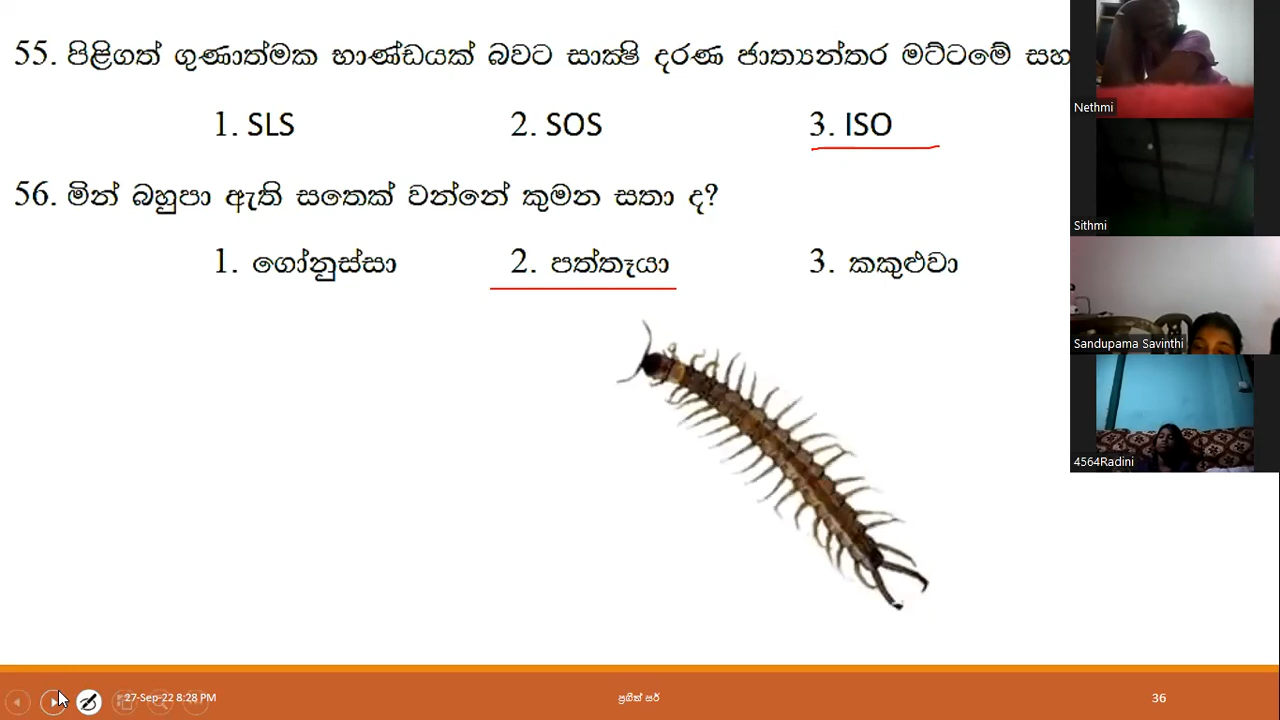 55. පිළිගත් ගුණාත්මක භාණ්ඩයක් බවට සාක්ෂි දරණ ජාත්‍යන්තර මට්ටමේ සහ
1. SLS 2. SOS 3. ISO
56. මින් බහුපා ඇති සතෙක් වන්නේ කුමන සතා ද?
1. ගෝනුස්සා 2. පත්තෑයා 3. කකුළුවා
Nethmi
Sithmi
Sandupama Savinthi
4564Radini
27-Sep-22 8:28 PM ප්‍රගිත් සර් 36